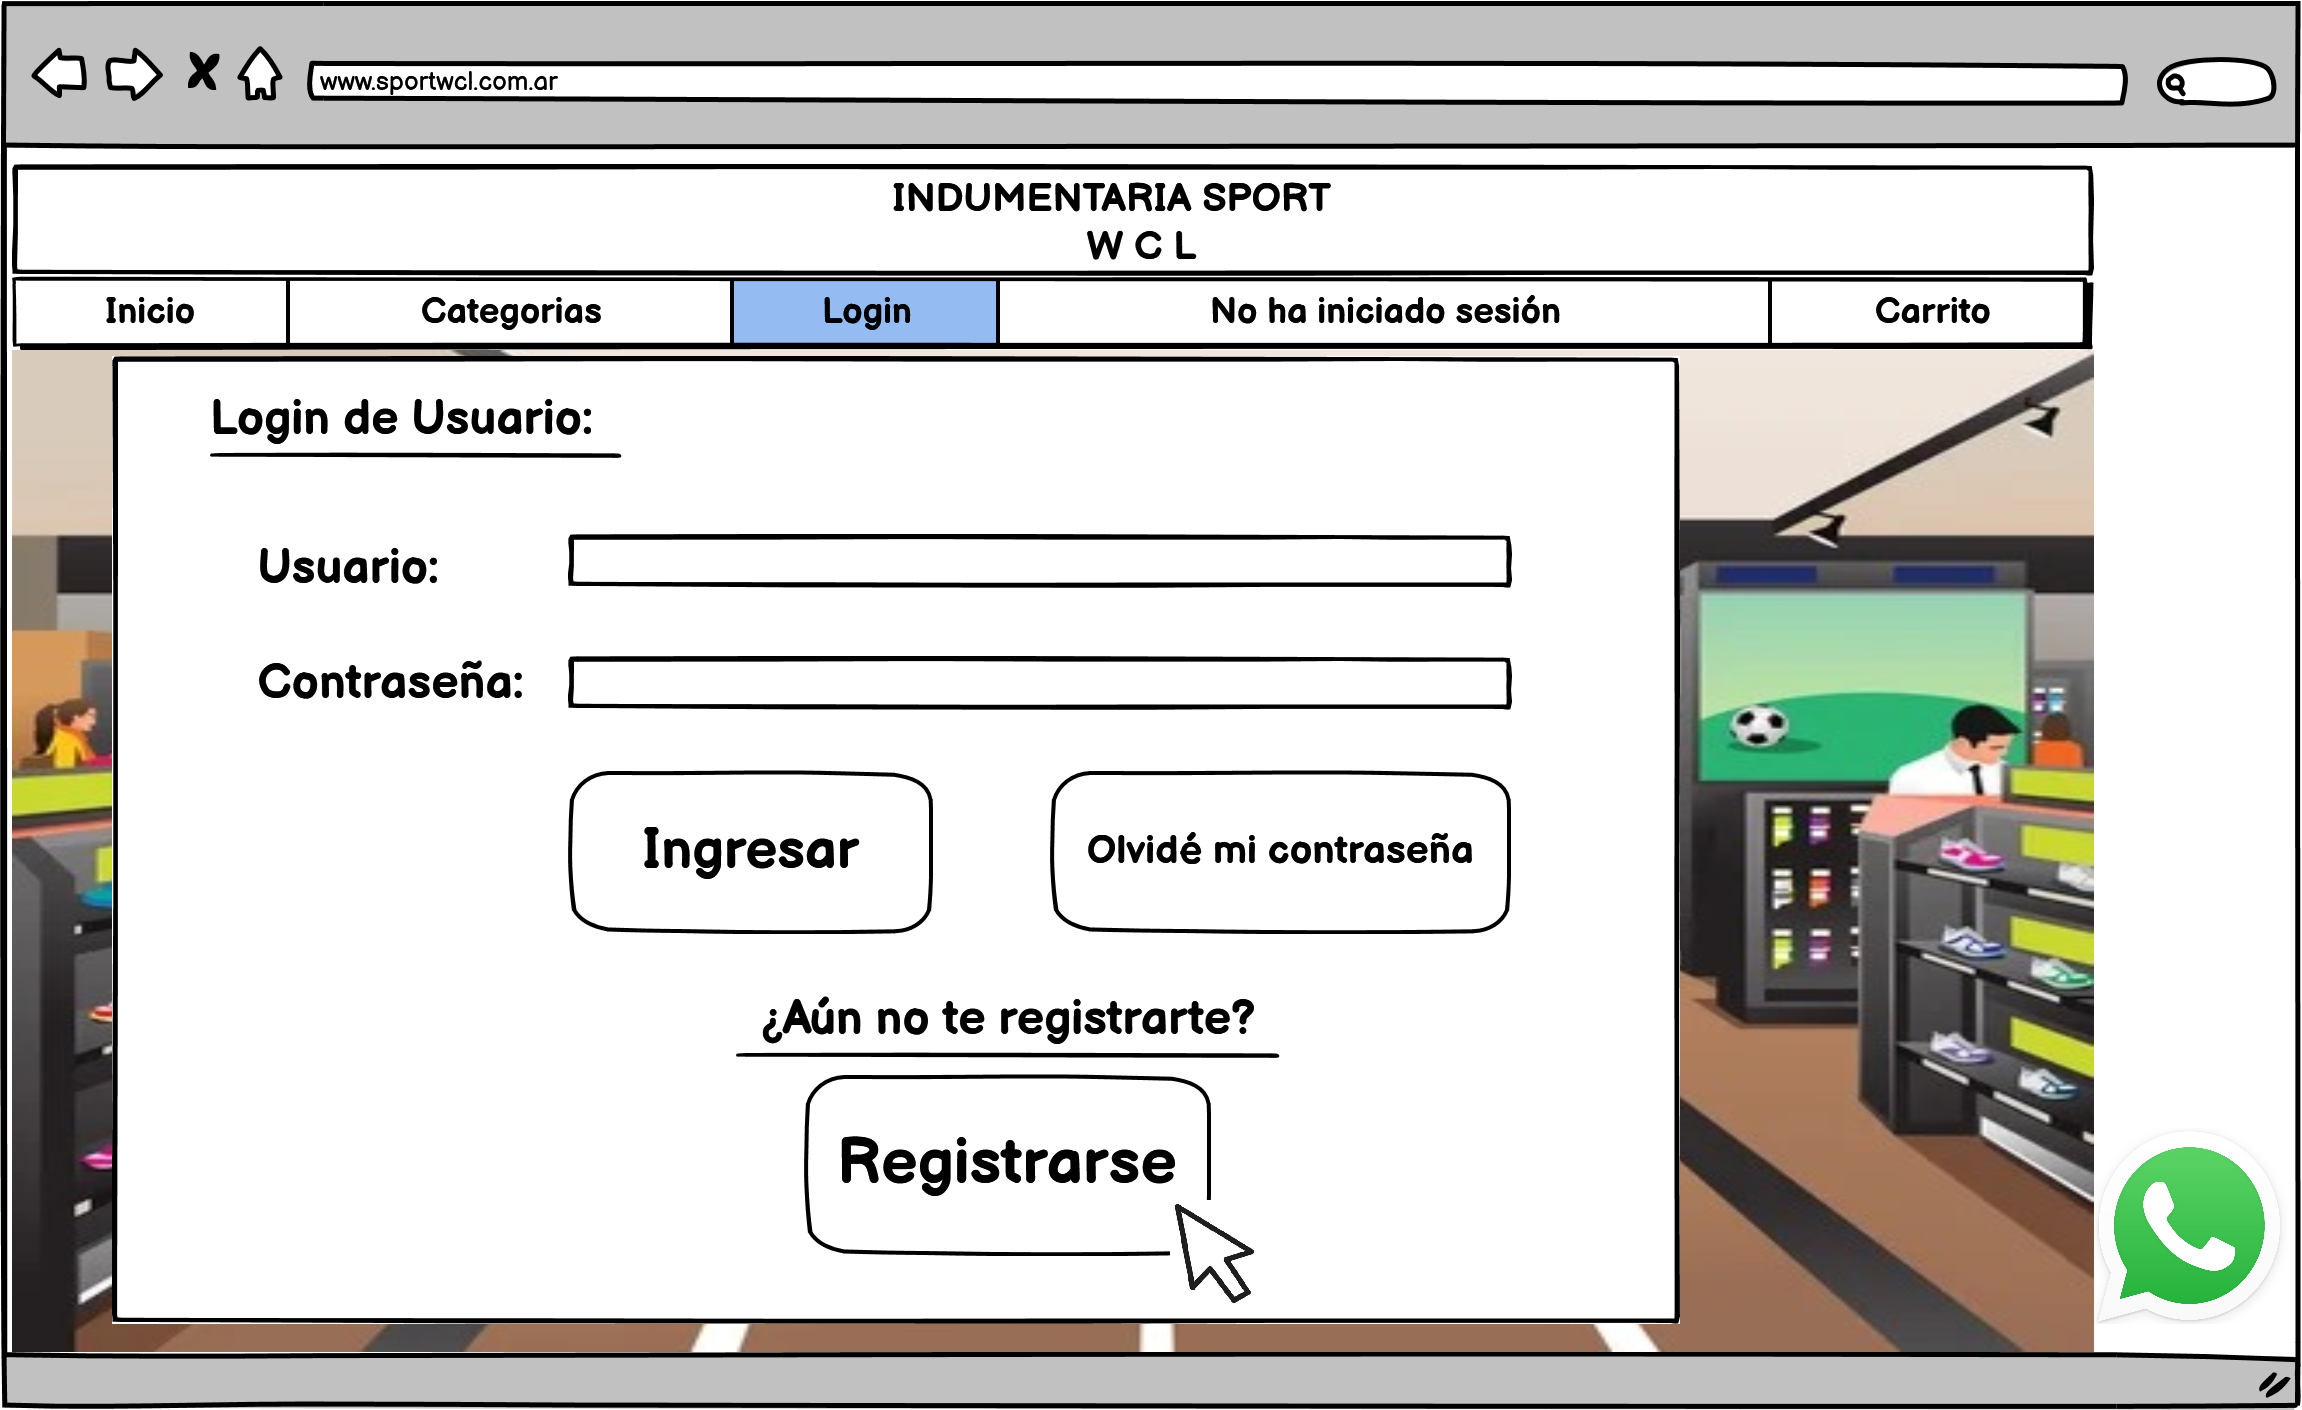 www.sportwcl.com.ar
INDUMENTARIA SPORT
W C L
Inicio
Categorias
Login
No ha iniciado sesión
Carrito
Login de Usuario:
Usuario:
Contraseña:
Ingresar
Olvidé mi contraseña
¿Aún no te registrarte?
Registrarse